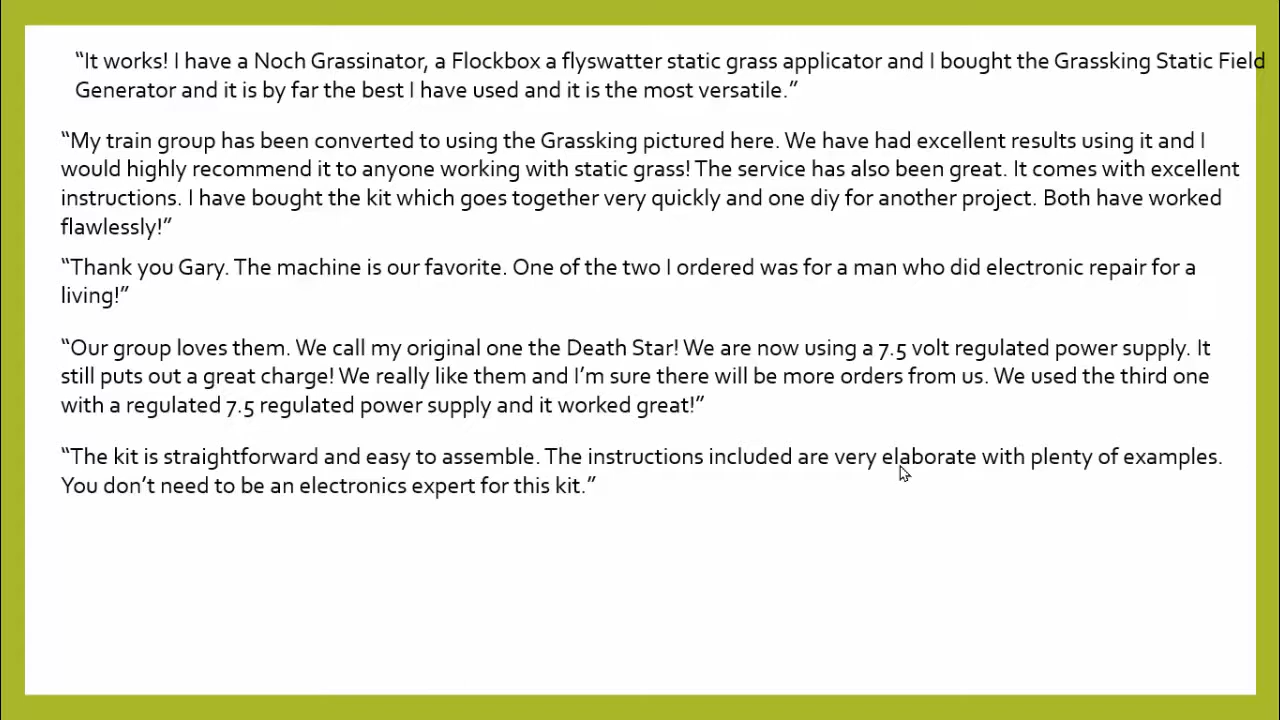 “It works! I have a Noch Grassinator, a Flockbox a flyswatter static grass applicator and I bought the Grassking Static Field
Generator and it is by far the best I have used and it is the most versatile.”
“My train group has been converted to using the Grassking pictured here. We have had excellent results using it and I
would highly recommend it to anyone working with static grass! The service has also been great. It comes with excellent
instructions. I have bought the kit which goes together very quickly and one diy for another project. Both have worked
flawlessly!”
“Thank you Gary. The machine is our favorite. One of the two I ordered was for a man who did electronic repair for a
living!”
“Our group loves them. We call my original one the Death Star! We are now using a 7.5 volt regulated power supply. It
still puts out a great charge! We really like them and I’m sure there will be more orders from us. We used the third one
with a regulated 7.5 regulated power supply and it worked great!”
“The kit is straightforward and easy to assemble. The instructions included are very elaborate with plenty of examples.
You don’t need to be an electronics expert for this kit.”